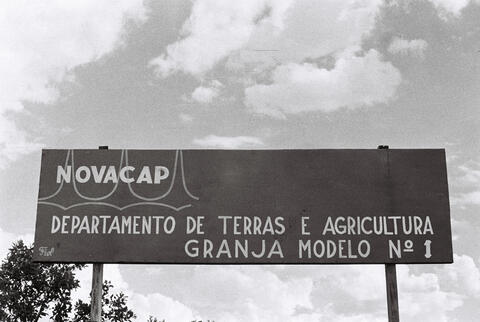 NOVACAP
DEPARTAMENTO DE TERRAS E AGRICULTURA
GRANJA MODELO Nº 1